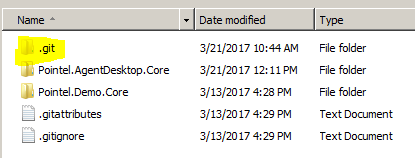 Name Date modified Type
.git 3/21/2017 10:44 AM File folder
Pointel.AgentDesktop.Core 3/21/2017 12:11 PM File folder
Pointel.Demo.Core 3/13/2017 4:28 PM File folder
.gitattributes 3/13/2017 4:29 PM Text Document
.gitignore 3/13/2017 4:29 PM Text Document